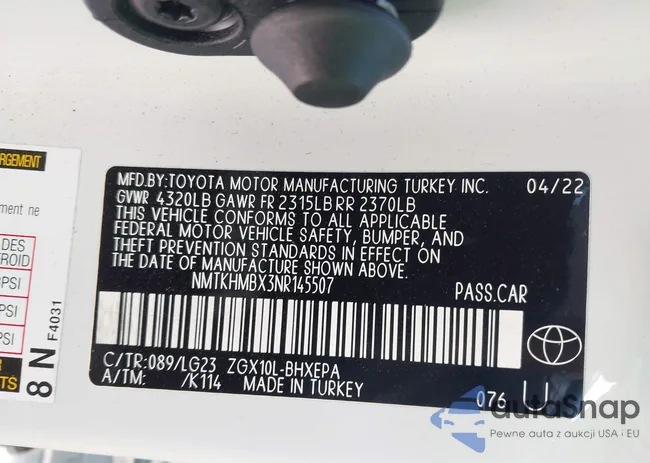 RGEMENT
ment ne
DES
ROID
PSI
PSI
TS
8 N F4031
MFD.BY:TOYOTA MOTOR MANUFACTURING TURKEY INC. 04/22
GVWR 4320LB GAWR FR 2315LB RR 2370LB
THIS VEHICLE CONFORMS TO ALL APPLICABLE
FEDERAL MOTOR VEHICLE SAFETY, BUMPER, AND
THEFT PREVENTION STANDARDS IN EFFECT ON
THE DATE OF MANUFACTURE SHOWN ABOVE.
NMTKHMBX3NR145507 PASS.CAR
C/TR:089/LG23 ZGX10L-BHXEPA
A/TM: /K114 MADE IN TURKEY
076 U
autaSnap
Pewne auta z aukcji USA i EU